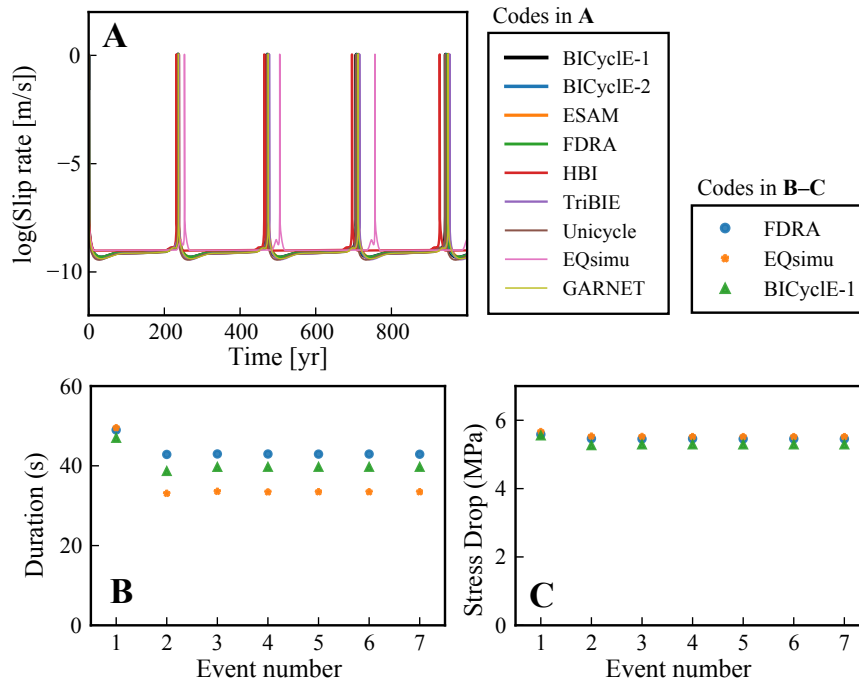 Codes in A
BICyclE-1
BICyclE-2
ESAM
FDRA
HBI
TriBIE
Unicycle
EQsimu
GARNET
Codes in B–C
FDRA
EQsimu
BICyclE-1
log(Slip rate [m/s])
0
−5
−10
A
0 200 400 600 800
Time [yr]
Duration (s)
60
40
20
0
B
1 2 3 4 5 6 7
Event number
Stress Drop (MPa)
6
4
2
0
C
1 2 3 4 5 6 7
Event number